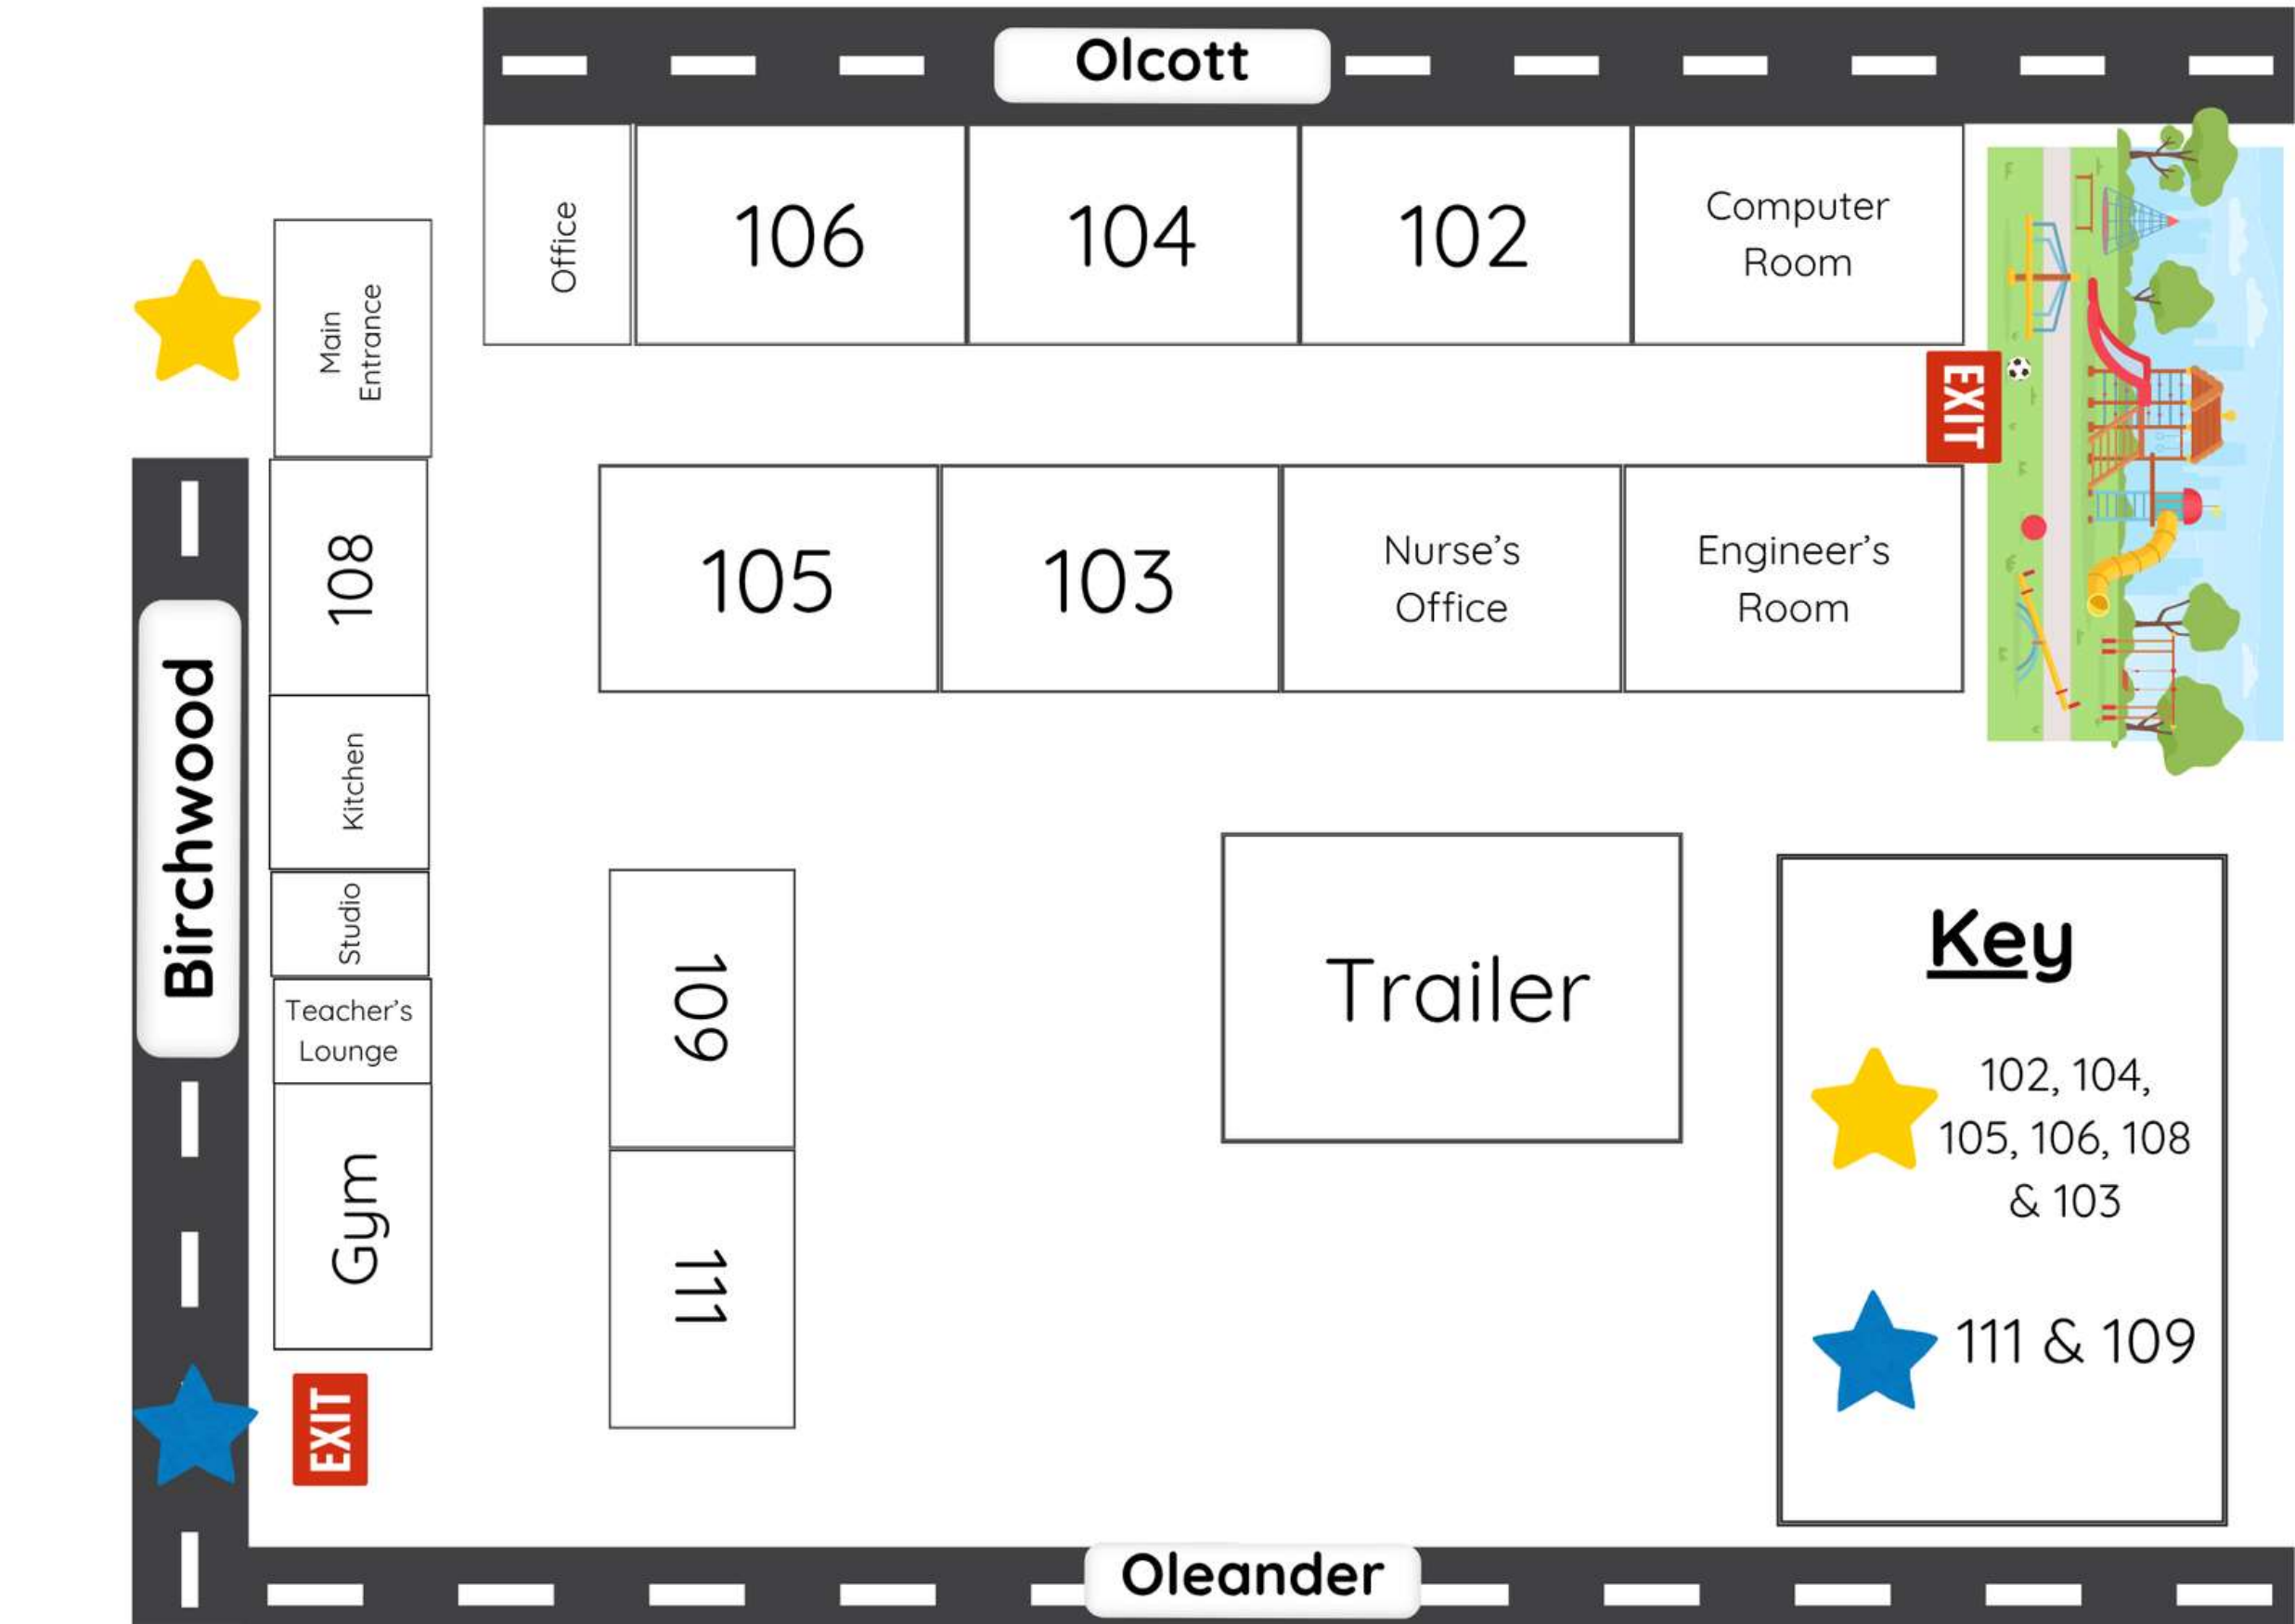 Olcott
Office
106
104
102
Computer
Room
Main
Entrance
EXIT
108
105
103
Nurse’s
Office
Engineer’s
Room
Birchwood
Kitchen
Studio
Teacher’s
Lounge
Gym
109
111
Trailer
Key
102, 104,
105, 106, 108
& 103
111 & 109
EXIT
Oleander